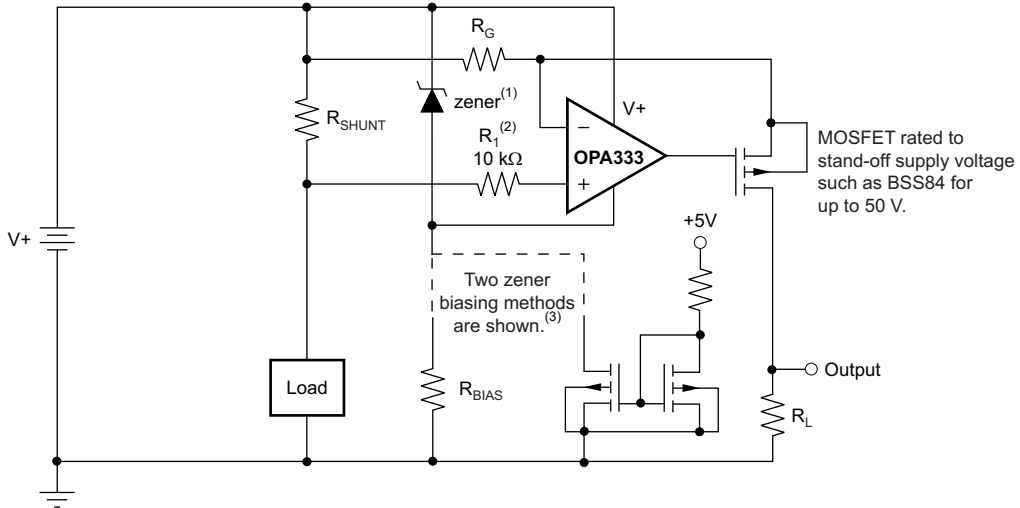 R_G
zener(1)
V+
R_SHUNT
R_1(2)
10 kΩ
−
OPA333
+
MOSFET rated to
stand-off supply voltage
such as BSS84 for
up to 50 V.
V+
+5V
Two zener
biasing methods
are shown.(3)
Load
R_BIAS
Output
R_L